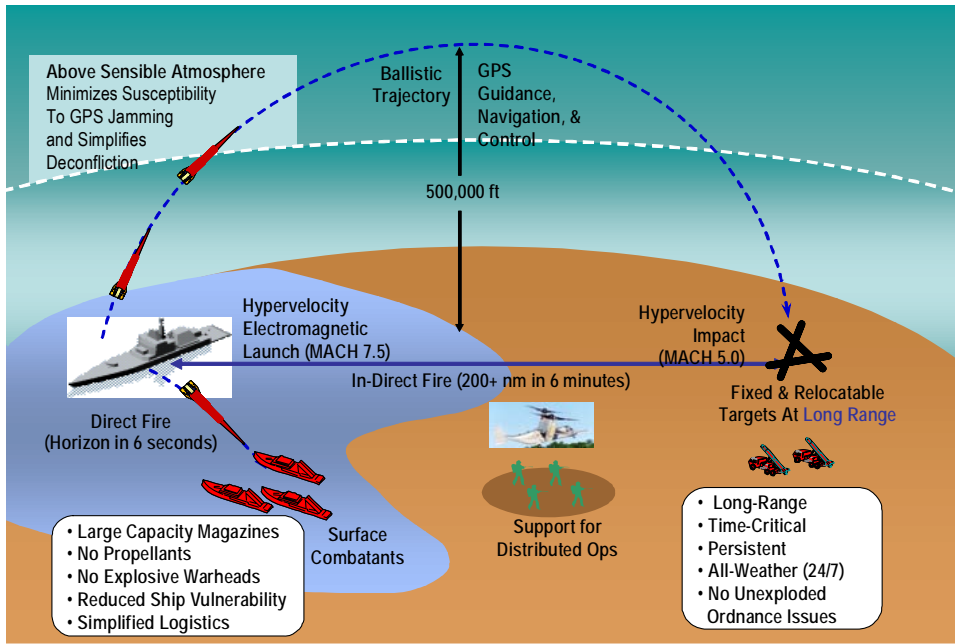 Above Sensible Atmosphere
Minimizes Susceptibility
To GPS Jamming
and Simplifies
Deconfliction
Ballistic
Trajectory
GPS
Guidance,
Navigation, &
Control
500,000 ft
Hypervelocity
Electromagnetic
Launch (MACH 7.5)
Hypervelocity
Impact
(MACH 5.0)
In-Direct Fire (200+ nm in 6 minutes)
Direct Fire
(Horizon in 6 seconds)
Fixed & Relocatable
Targets At Long Range
Surface
Combatants
Support for
Distributed Ops
• Large Capacity Magazines
• No Propellants
• No Explosive Warheads
• Reduced Ship Vulnerability
• Simplified Logistics
• Long-Range
• Time-Critical
• Persistent
• All-Weather (24/7)
• No Unexploded
Ordnance Issues